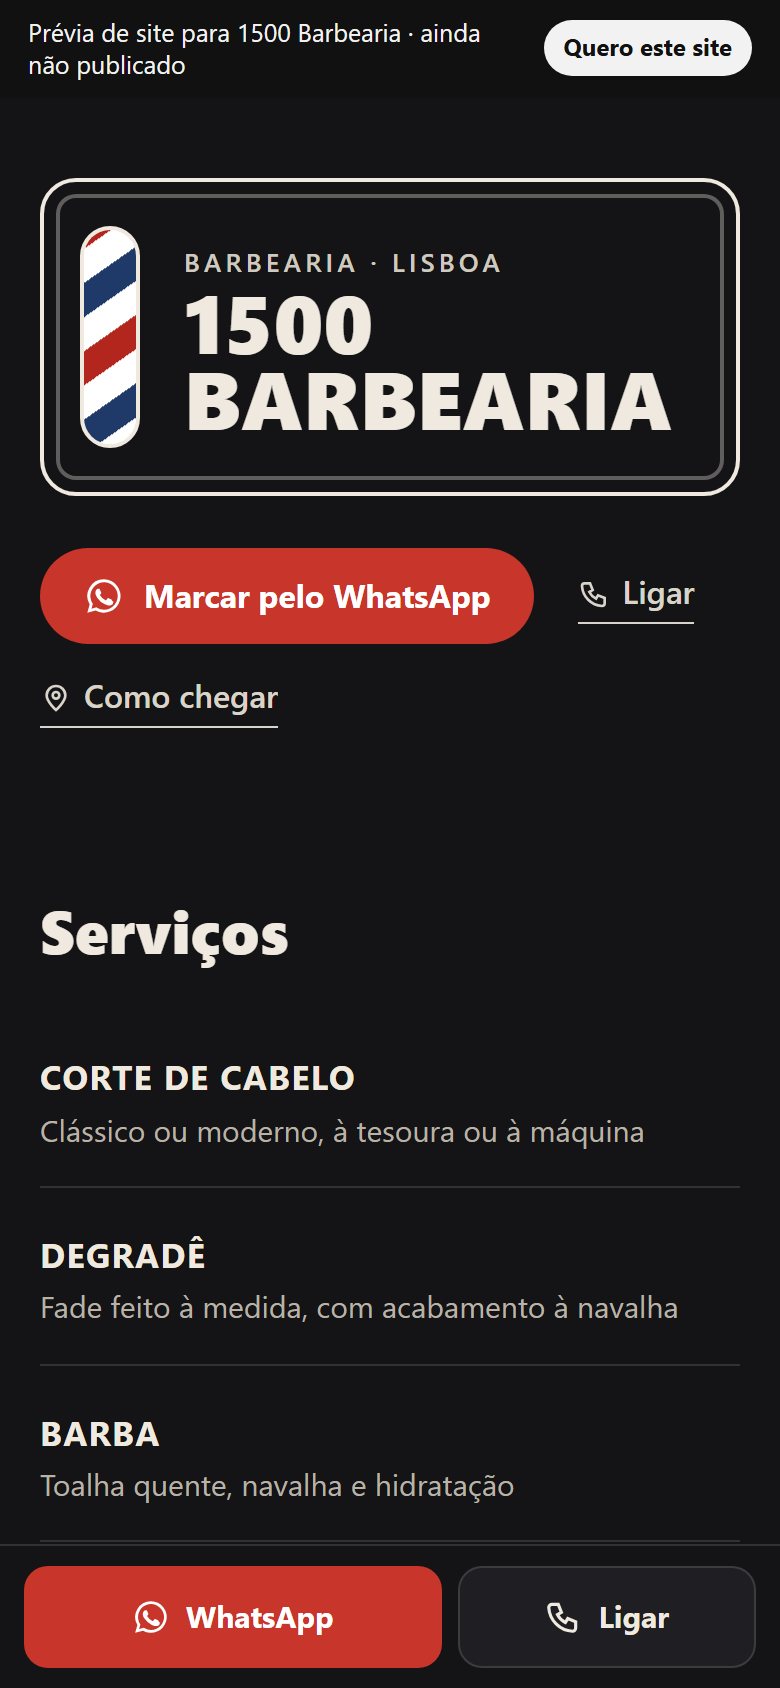 Prévia de site para 1500 Barbearia · ainda
não publicado
Quero este site
BARBEARIA · LISBOA
1500
BARBEARIA
Marcar pelo WhatsApp
Ligar
Como chegar
Serviços
CORTE DE CABELO
Clássico ou moderno, à tesoura ou à máquina
DEGRADÊ
Fade feito à medida, com acabamento à navalha
BARBA
Toalha quente, navalha e hidratação
WhatsApp
Ligar